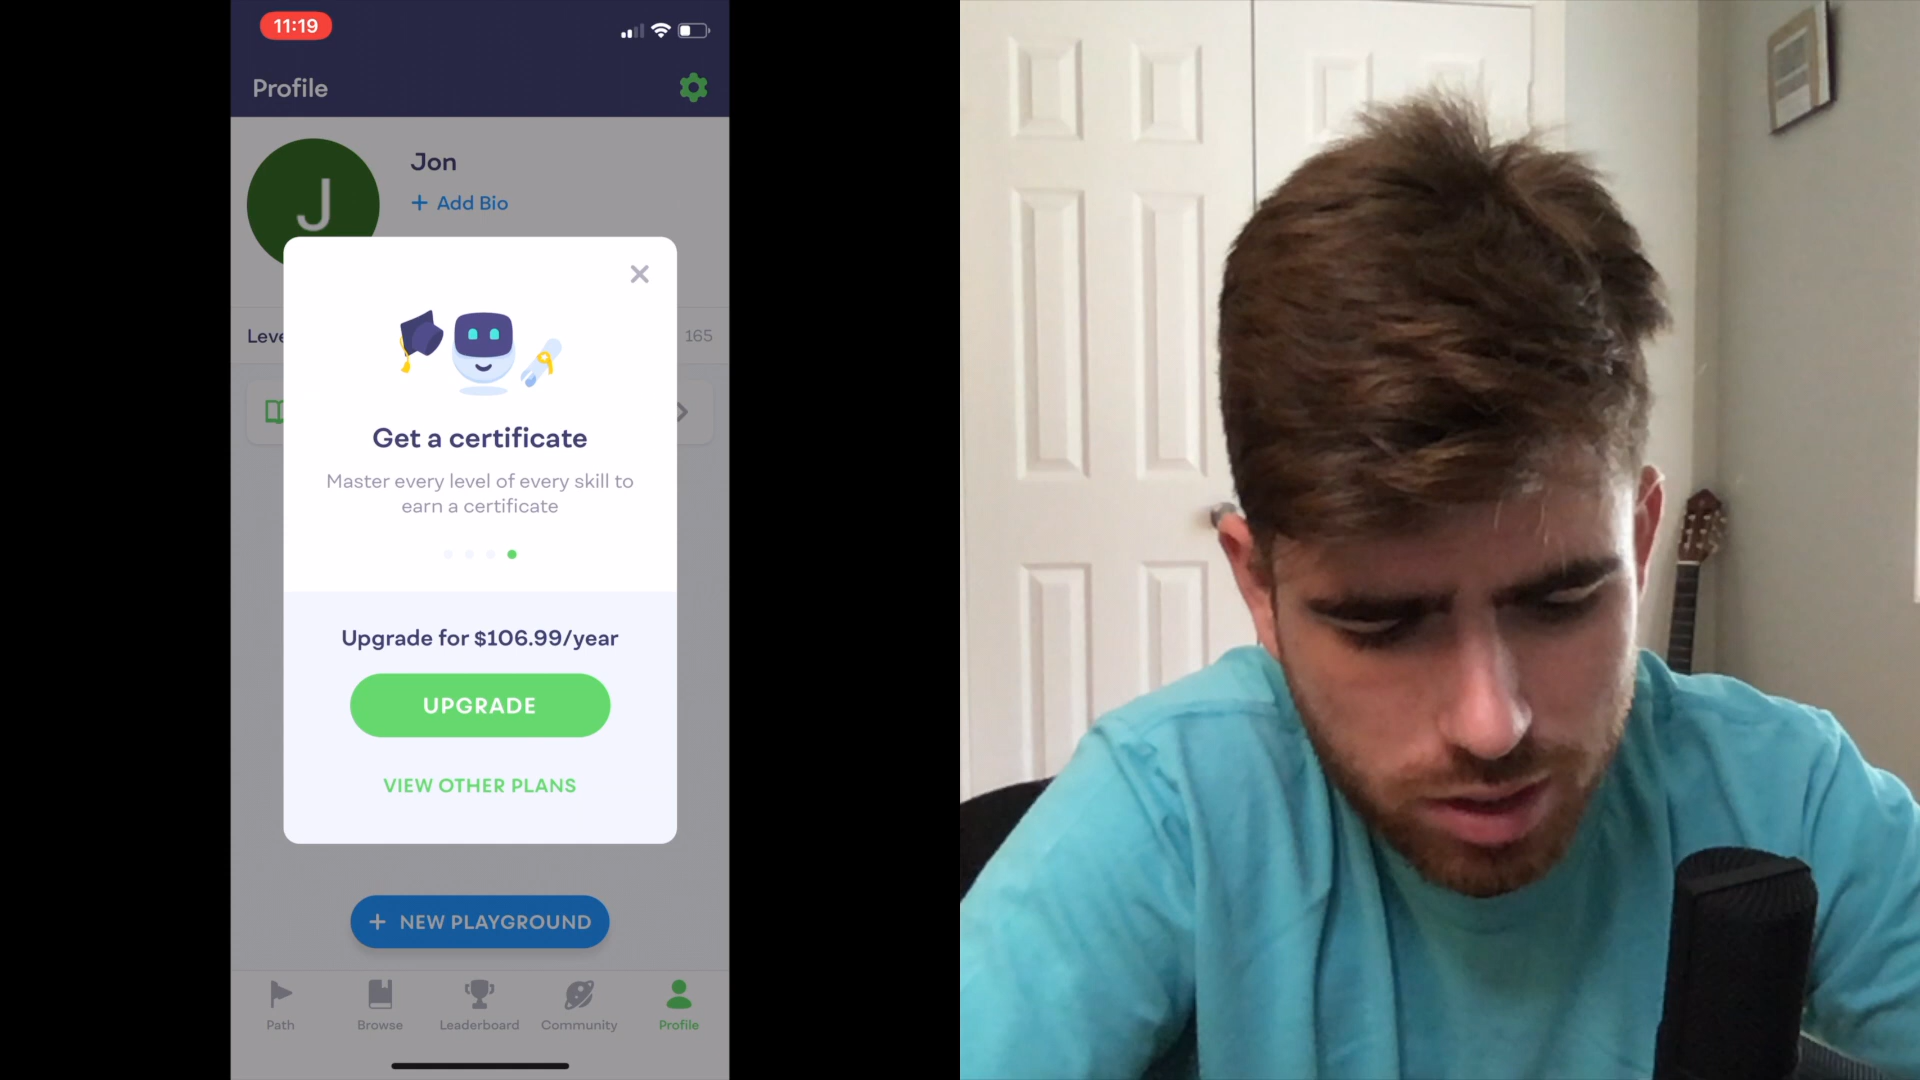 11:19
Profile
J
Jon
+ Add Bio
Leve
165
Get a certificate
Master every level of every skill to
earn a certificate
Upgrade for $106.99/year
UPGRADE
VIEW OTHER PLANS
+ NEW PLAYGROUND
Path
Browse
Leaderboard
Community
Profile